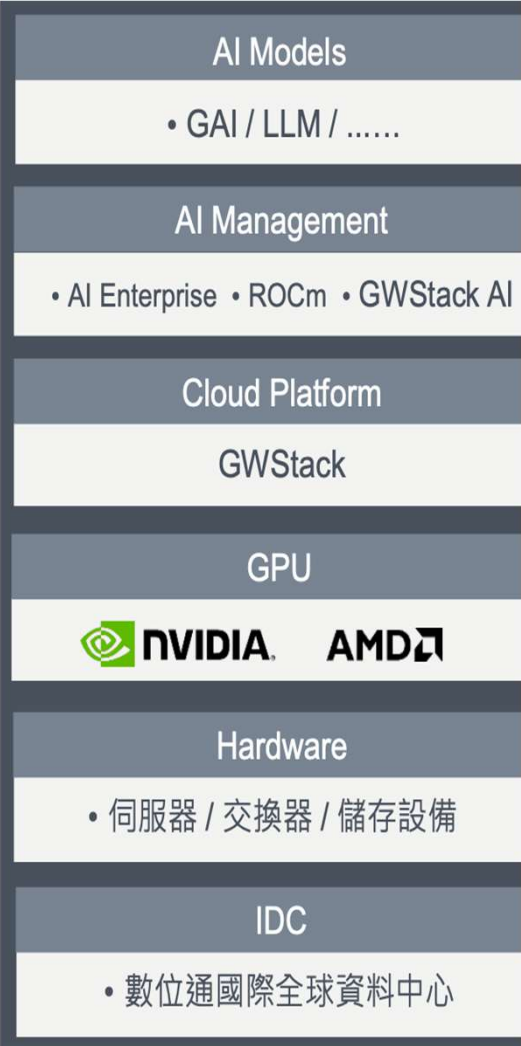 AI Models
• GAI / LLM / ......
AI Management
• AI Enterprise • ROCm • GWStack AI
Cloud Platform
GWStack
GPU
NVIDIA. AMD
Hardware
• 伺服器 / 交換器 / 儲存設備
IDC
• 數位通國際全球資料中心